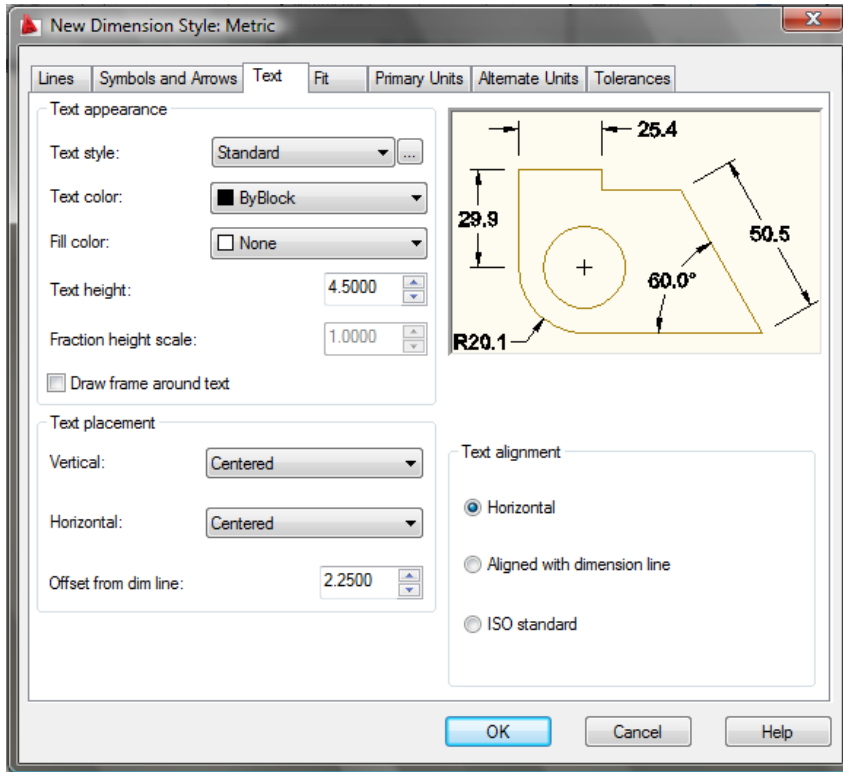 New Dimension Style: Metric
Lines Symbols and Arrows Text Fit Primary Units Alternate Units Tolerances
Text appearance
Text style: Standard ...
Text color: ByBlock
Fill color: None
Text height: 4.5000
Fraction height scale: 1.0000
Draw frame around text
25.4
29.9
50.5
60.0°
R20.1
Text placement
Vertical: Centered
Horizontal: Centered
Offset from dim line: 2.2500
Text alignment
Horizontal
Aligned with dimension line
ISO standard
OK Cancel Help